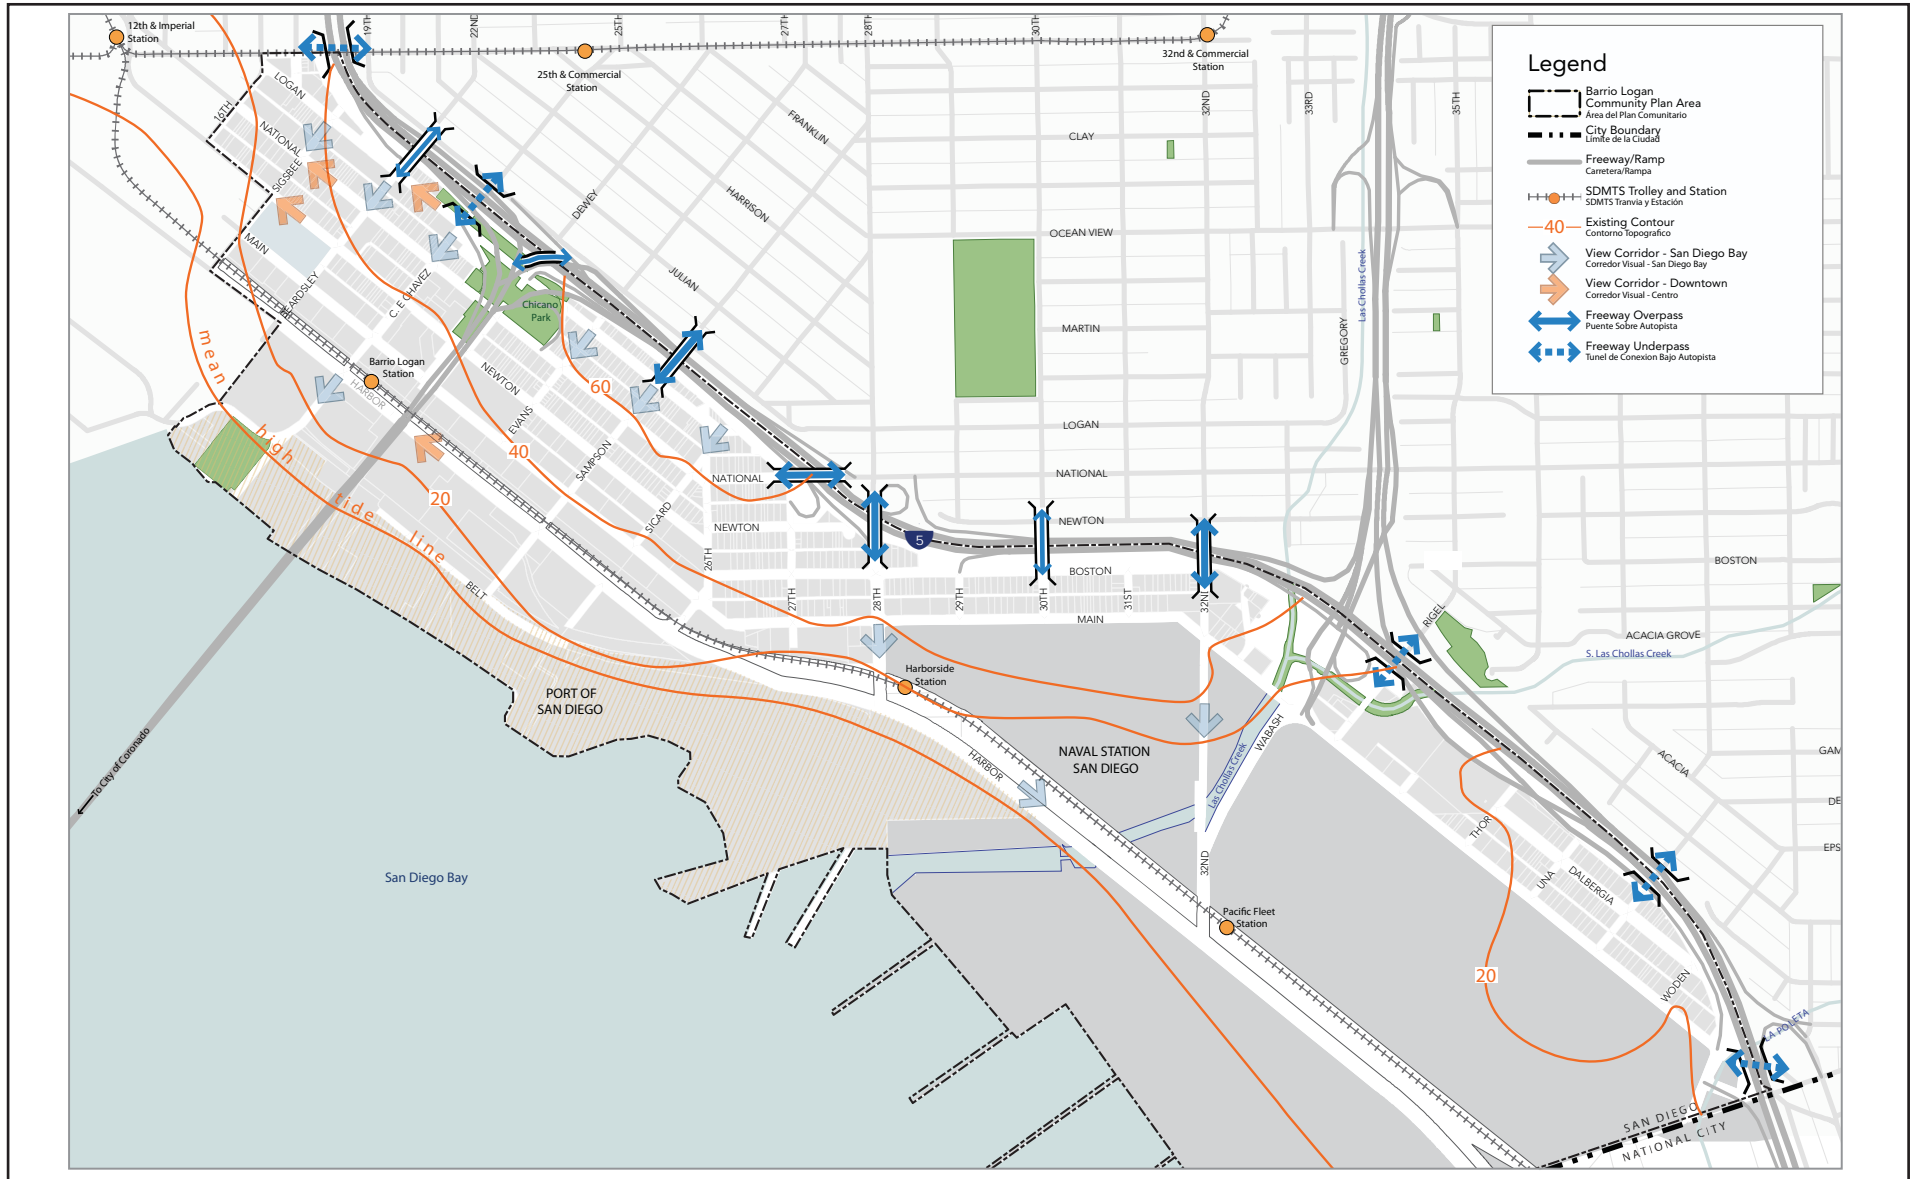 12th & Imperial
Station
19TH
22ND
25TH
27TH
28TH
30TH
25th & Commercial
Station
32nd & Commercial
Station
Legend
Barrio Logan
Community Plan Area
Área del Plan Comunitario
City Boundary
Límite de la Ciudad
Freeway/Ramp
Carretera/Rampa
SDMTS Trolley and Station
SDMTS Tranvia y Estación
40
Existing Contour
Contorno Topografico
View Corridor - San Diego Bay
Corredor Visual - San Diego Bay
View Corridor - Downtown
Corredor Visual - Centro
Freeway Overpass
Puente Sobre Autopista
Freeway Underpass
Tunel de Conexion Bajo Autopista
LOGAN
16TH
NATIONAL
SIGSBEE
MAIN
C. E CHAVEZ
FRANKLIN
HARRISON
DEWEY
JULIAN
CLAY
32ND
33RD
35TH
OCEAN VIEW
MARTIN
GREGORY
Las Chollas Creek
LOGAN
NATIONAL
Chicano
Park
Barrio Logan
Station
HARBOR
NEWTON
EVANS
SAMPSON
SICARD
60
40
20
mean
high
tide
line
NATIONAL
NEWTON
26TH
BELT
5
NEWTON
BOSTON
27TH
28TH
29TH
30TH
31ST
MAIN
BOSTON
RIGEL
ACACIA GROVE
S. Las Chollas Creek
Harborside
Station
PORT OF
SAN DIEGO
NAVAL STATION
SAN DIEGO
HARBOR
WABASH
Las Chollas Creek
32ND
ACACIA
GAM
DE
EPS
To City of Coronado
San Diego Bay
THOR
UNA
DALBERGIA
WODEN
Pacific Fleet
Station
20
LA POLETA
SAN DIEGO
NATIONAL CITY